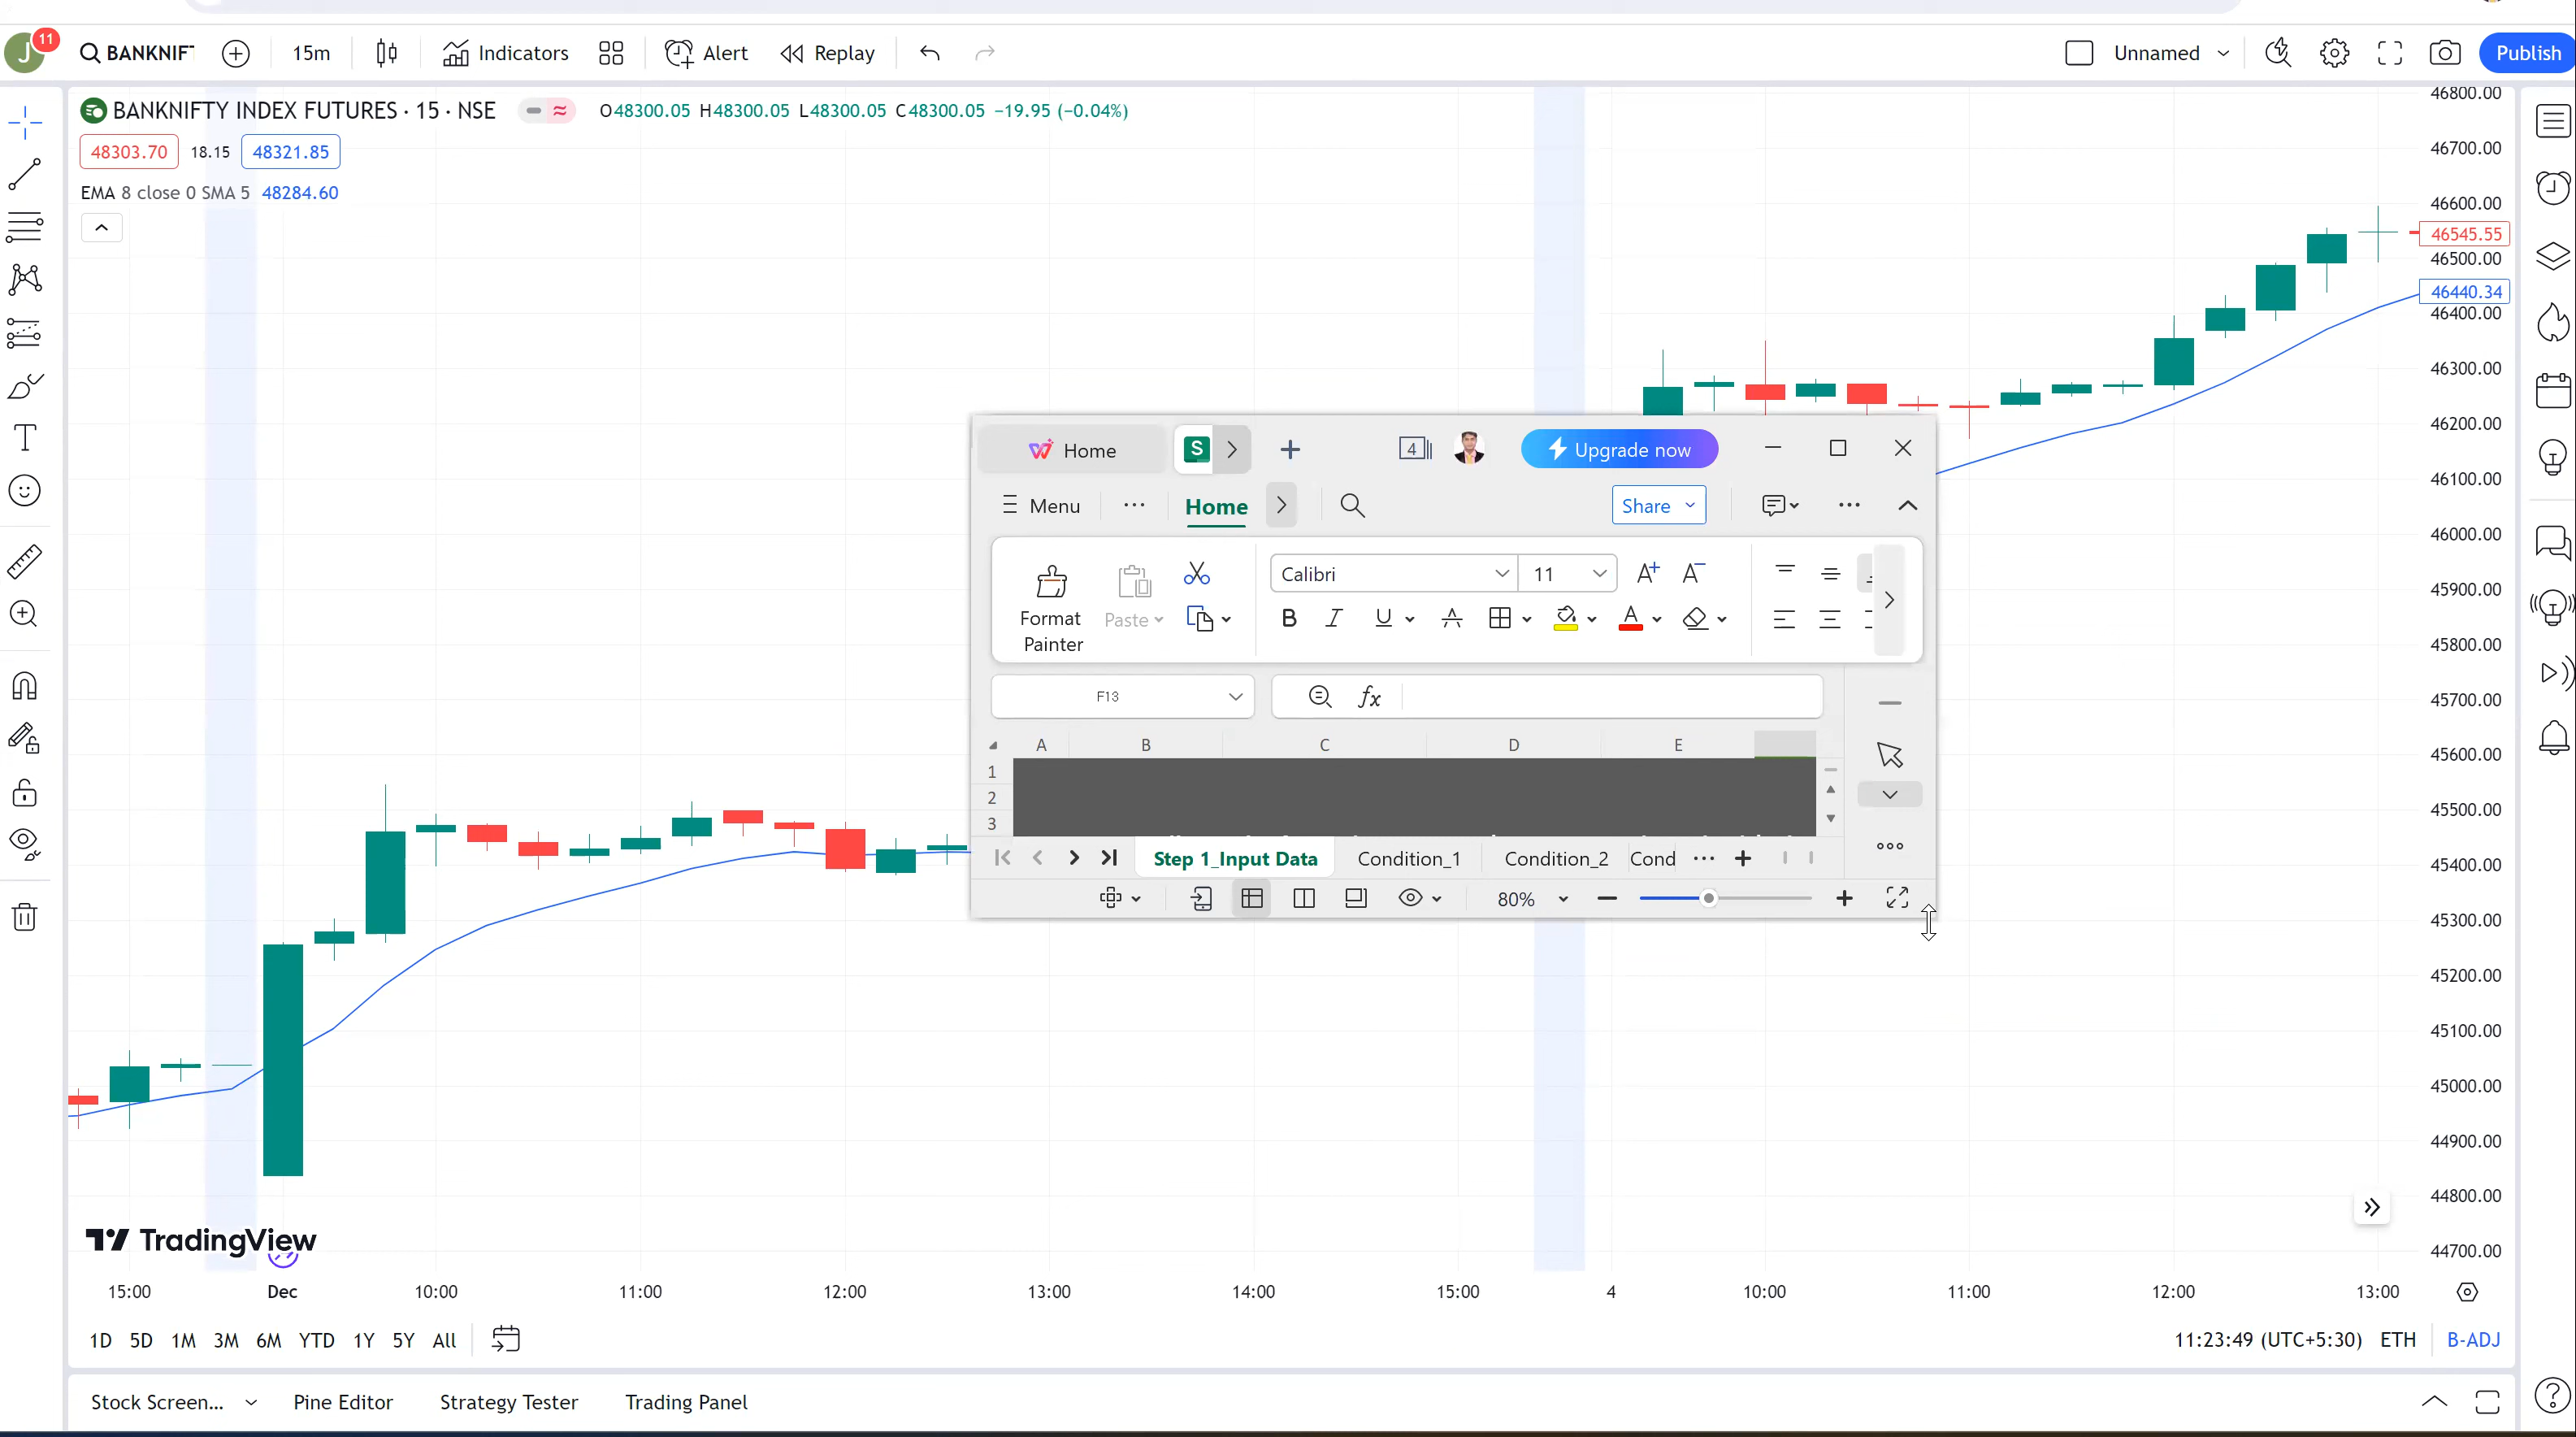 J 11 BANKNIF 15m Indicators Alert Replay Unnamed Publish
BANKNIFTY INDEX FUTURES · 15 · NSE O48300.05 H48300.05 L48300.05 C48300.05 −19.95 (−0.04%)
48303.70 18.15 48321.85
EMA 8 close 0 SMA 5 48284.60
46800.00
46700.00
46600.00
46545.55
46500.00
46440.34
46400.00
46300.00
46200.00
46100.00
46000.00
45900.00
45800.00
45700.00
45600.00
45500.00
45400.00
45300.00
45200.00
45100.00
45000.00
44900.00
44800.00
44700.00
Home S 4 Upgrade now
Menu Home Share
Format Painter Paste Calibri 11 A+ A−
B I U A A
F13 fx
A B C D E
1
2
3
Step 1_Input Data Condition_1 Condition_2 Cond
80%
TradingView
15:00 Dec 10:00 11:00 12:00 13:00 14:00 15:00 4 10:00 11:00 12:00 13:00
1D 5D 1M 3M 6M YTD 1Y 5Y All 11:23:49 (UTC+5:30) ETH B-ADJ
Stock Screen... Pine Editor Strategy Tester Trading Panel